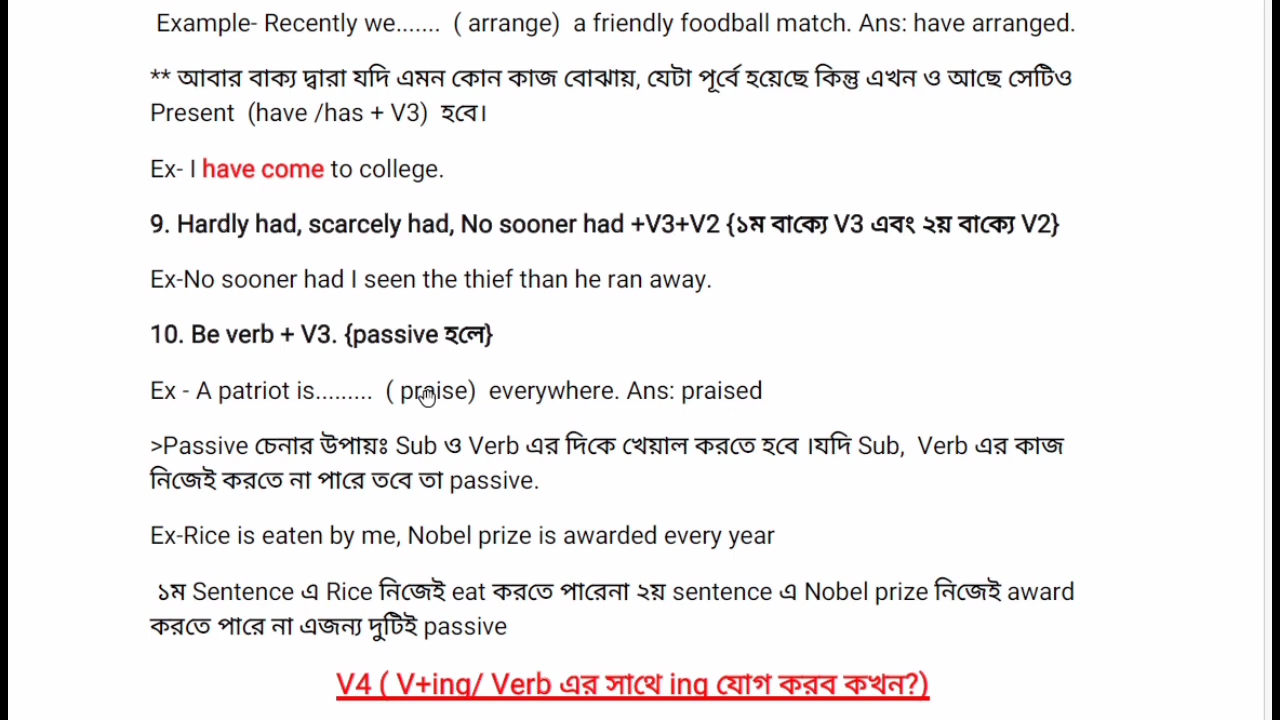 Example- Recently we....... ( arrange) a friendly foodball match. Ans: have arranged.
** আবার বাক্য দ্বারা যদি এমন কোন কাজ বোঝায়, যেটা পূর্বে হয়েছে কিন্তু এখন ও আছে সেটিও
Present (have /has + V3) হবে।
Ex- I have come to college.
9. Hardly had, scarcely had, No sooner had +V3+V2 {১ম বাক্যে V3 এবং ২য় বাক্যে V2}
Ex-No sooner had I seen the thief than he ran away.
10. Be verb + V3. {passive হলে}
Ex - A patriot is......... ( praise) everywhere. Ans: praised
>Passive চেনার উপায়ঃ Sub ও Verb এর দিকে খেয়াল করতে হবে ।যদি Sub, Verb এর কাজ
নিজেই করতে না পারে তবে তা passive.
Ex-Rice is eaten by me, Nobel prize is awarded every year
১ম Sentence এ Rice নিজেই eat করতে পারেনা ২য় sentence এ Nobel prize নিজেই award
করতে পারে না এজন্য দুটিই passive
V4 ( V+ing/ Verb এর সাথে ing যোগ করব কখন?)